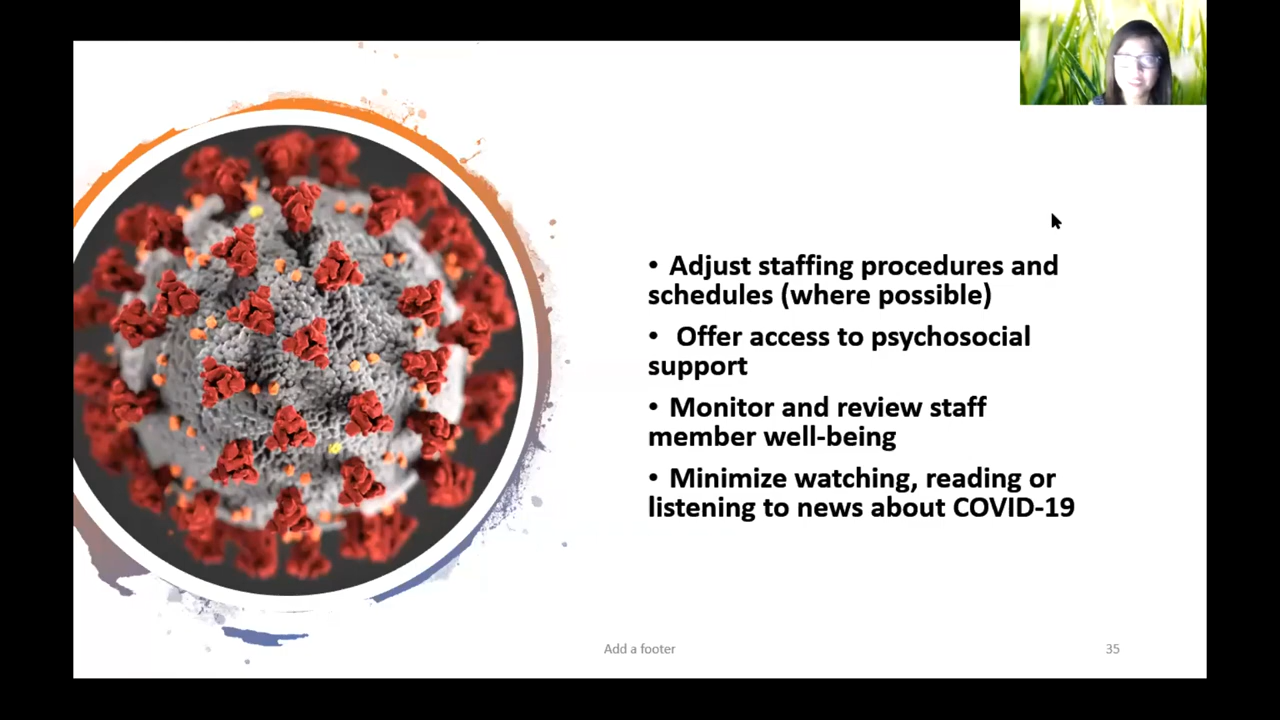 • Adjust staffing procedures and
schedules (where possible)
• Offer access to psychosocial
support
• Monitor and review staff
member well-being
• Minimize watching, reading or
listening to news about COVID-19
Add a footer
35